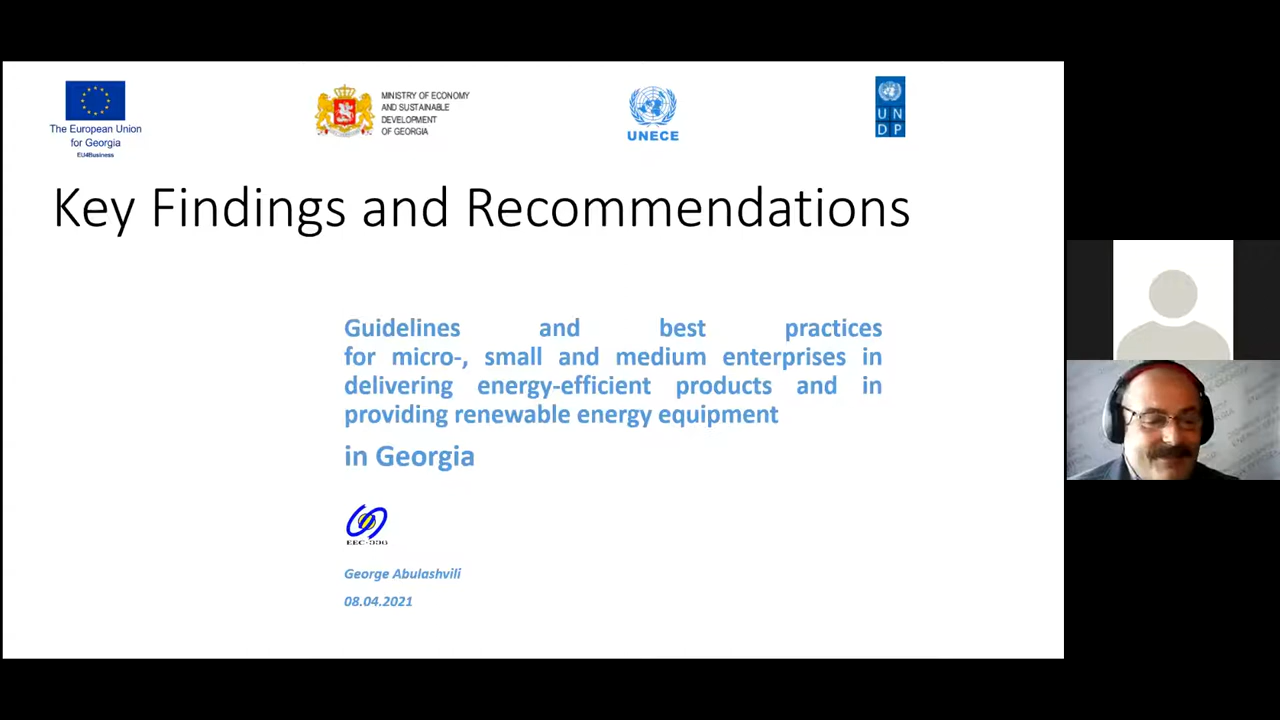 The European Union
for Georgia
EU4Business
MINISTRY OF ECONOMY
AND SUSTAINABLE
DEVELOPMENT
OF GEORGIA
UNECE
U N
D P
Key Findings and Recommendations
Guidelines and best practices
for micro-, small and medium enterprises in
delivering energy-efficient products and in
providing renewable energy equipment
in Georgia
George Abulashvili
08.04.2021